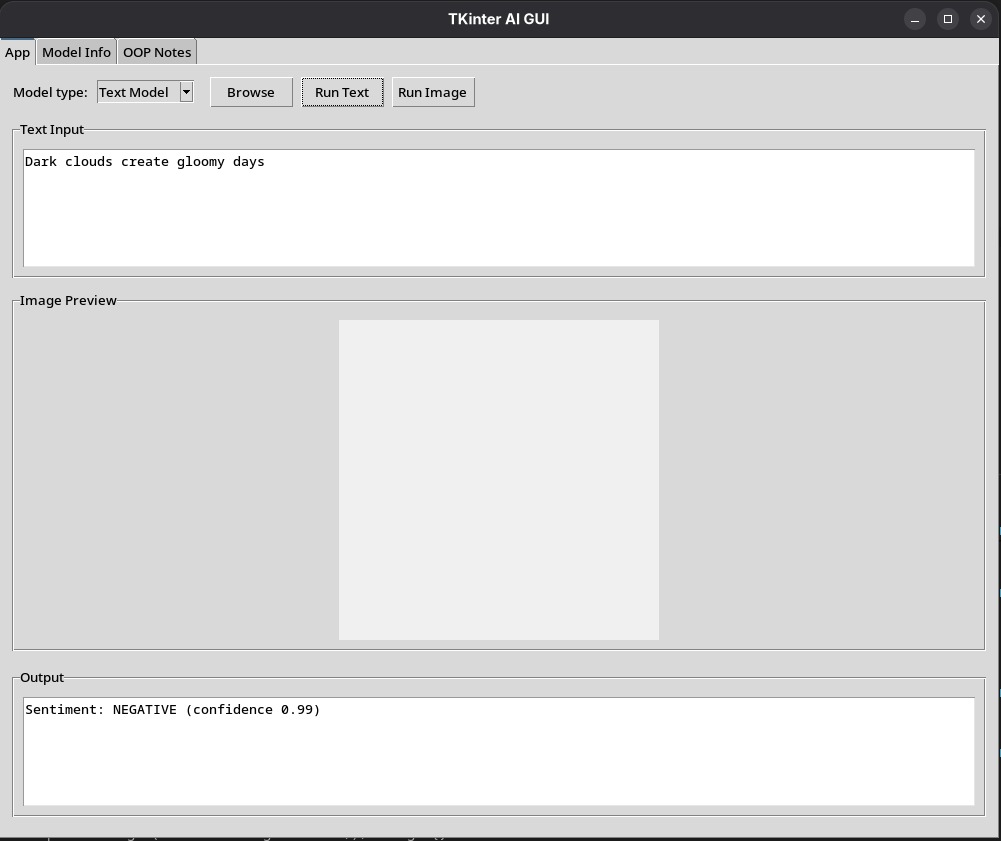 TKinter AI GUI
App Model Info OOP Notes
Model type: Text Model Browse Run Text Run Image
Text Input
Dark clouds create gloomy days
Image Preview
Output
Sentiment: NEGATIVE (confidence 0.99)